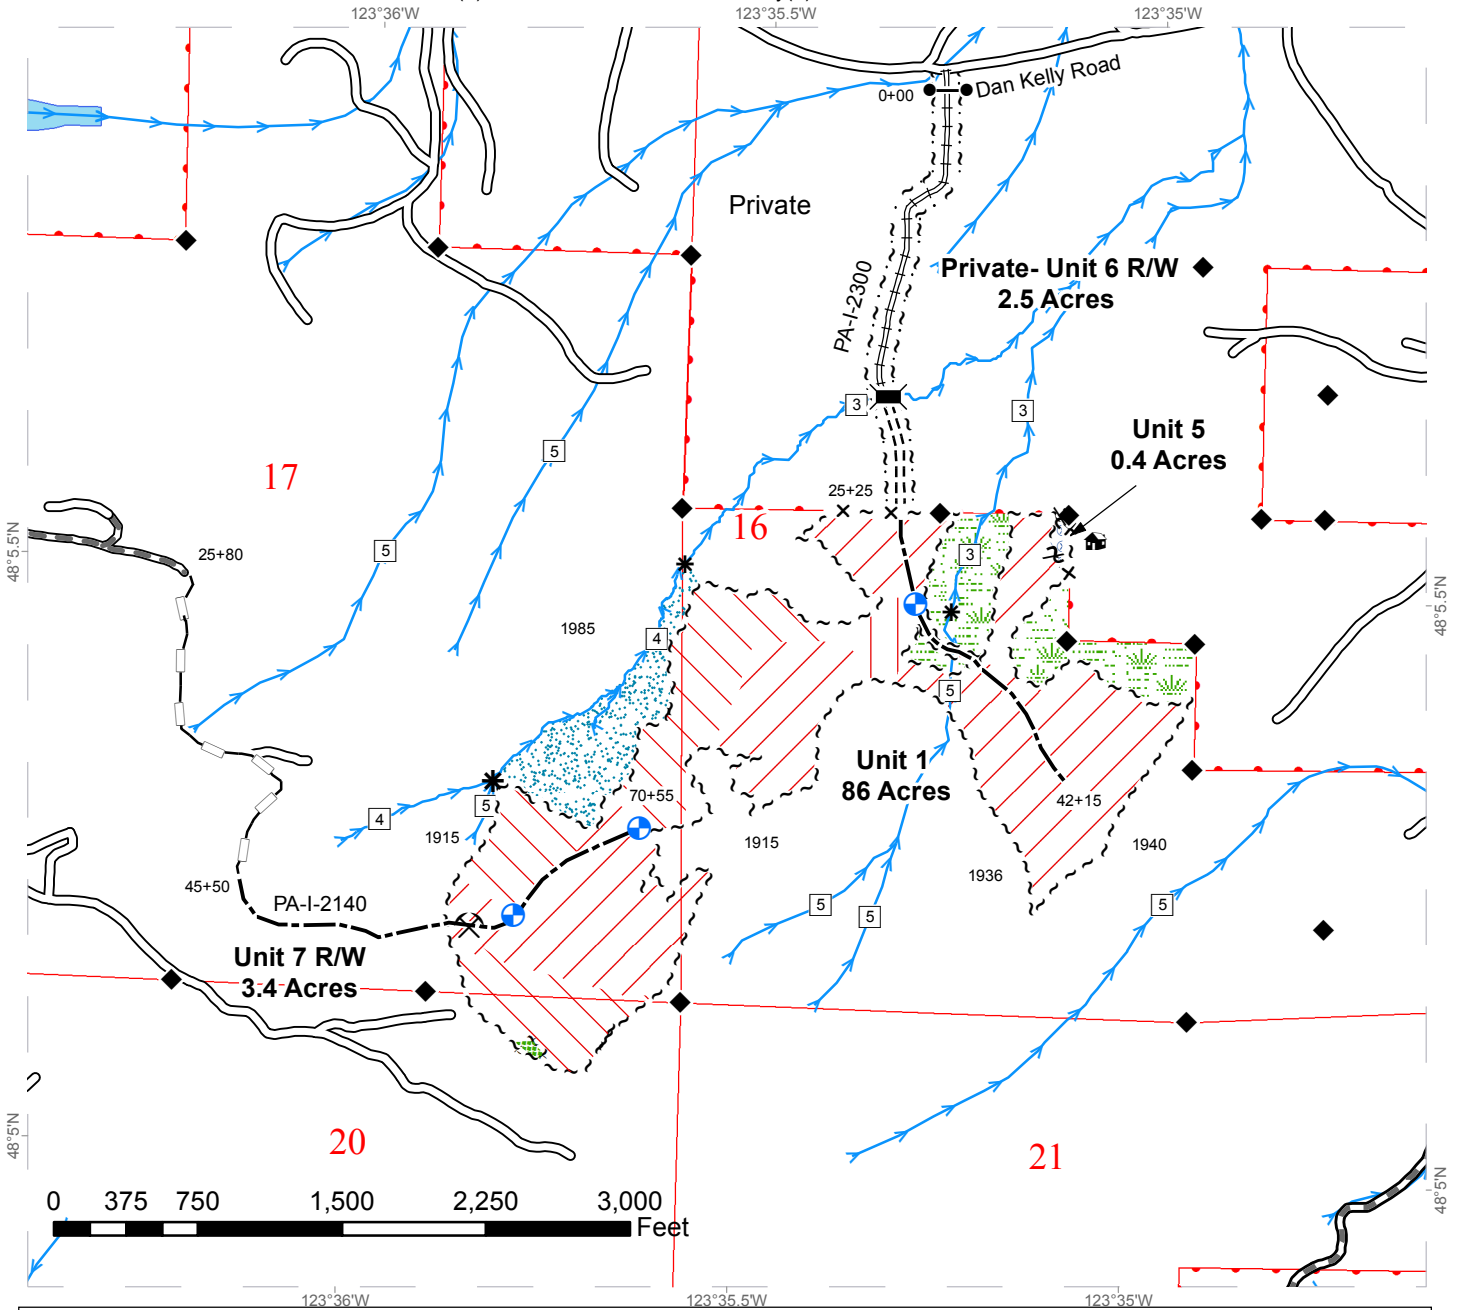 123°36'W
123°35.5'W
123°35'W
0+00
Dan Kelly Road
Private
PA-I-2300
Private- Unit 6 R/W
2.5 Acres
3
3
Unit 5
0.4 Acres
5
17
25+25
16
48°5.5'N
25+80
5
3
48°5.5'N
1985
4
5
Unit 1
86 Acres
70+55
42+15
5
4
1915
1915
1940
1936
45+50
PA-I-2140
5
5
5
Unit 7 R/W
3.4 Acres
20
21
48°5'N
48°5'N
0 375 750 1,500 2,250 3,000
Feet
123°36'W
123°35.5'W
123°35'W